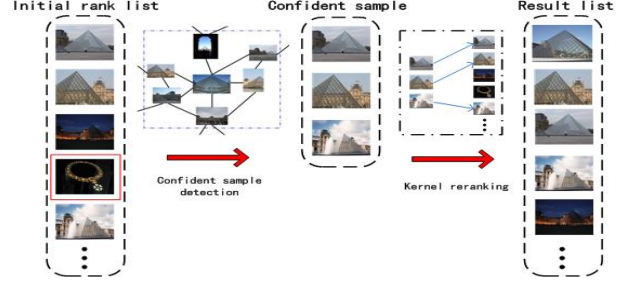 Initial rank list
Confident sample
Result list
Confident sample
detection
Kernel reranking